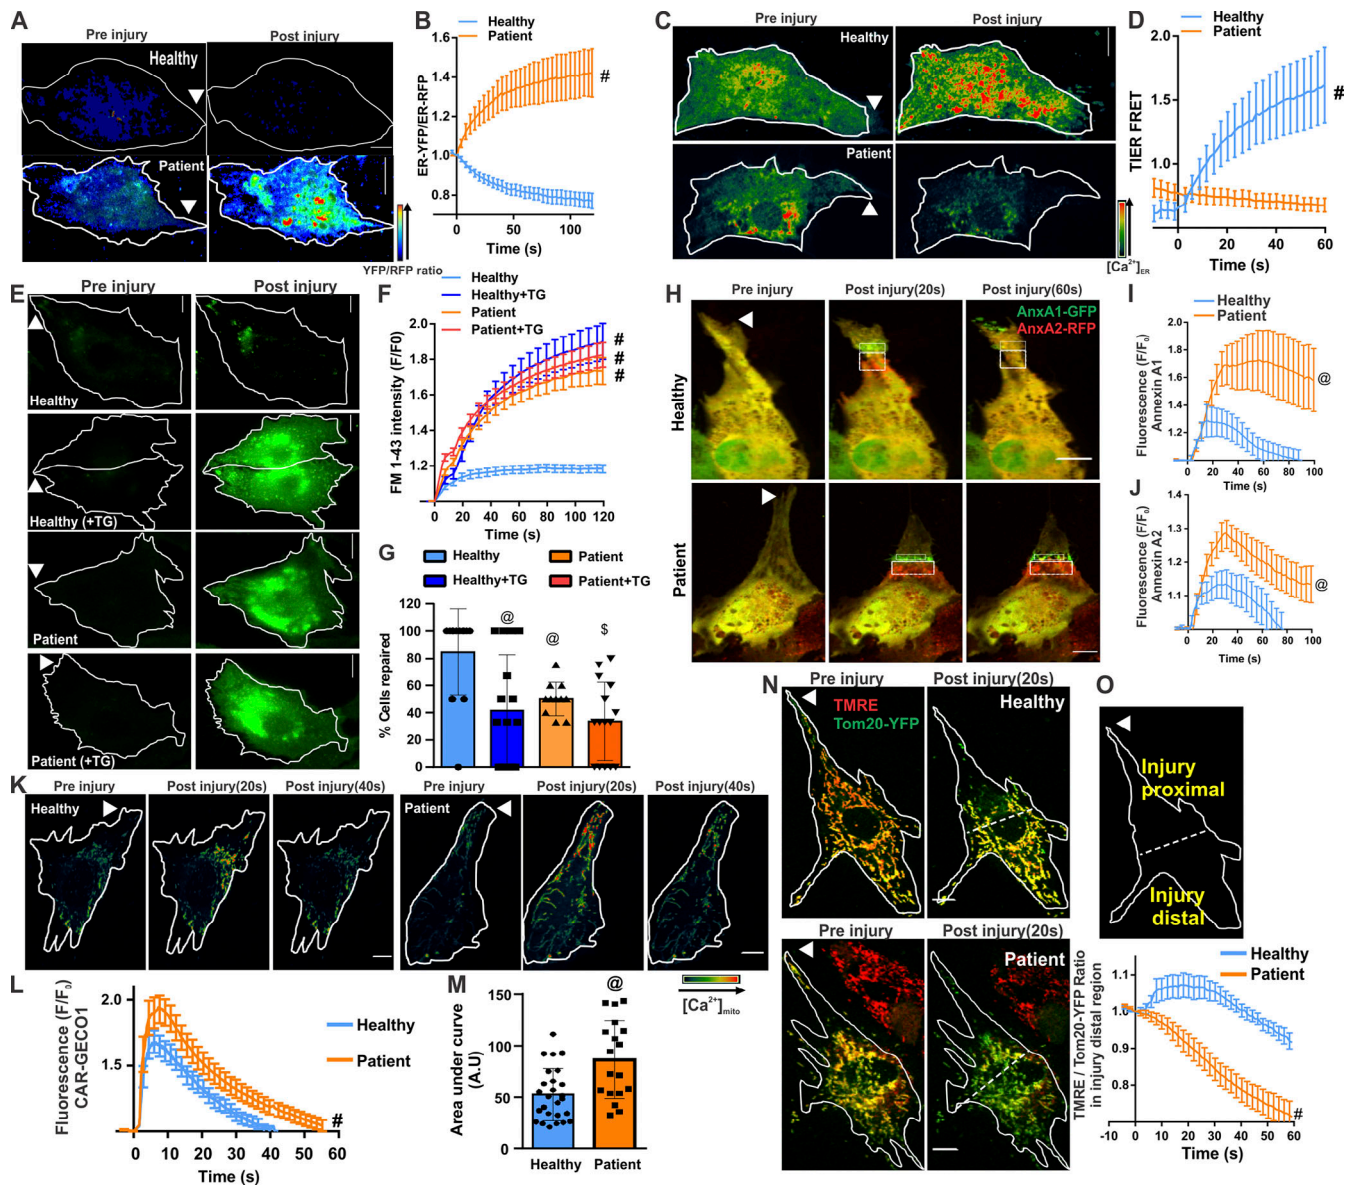 A
Pre injury
Post injury
Healthy
Patient
YFP/RFP ratio
B
Healthy
Patient
ER-YFP/ER-RFP
1.6
1.4
1.2
1.0
0.8
0
50
100
Time (s)
#
C
Pre injury
Post injury
Healthy
Patient
[Ca2+]ER
D
Healthy
Patient
TIER FRET
2.0
1.5
1.0
0.5
0
20
40
60
Time (s)
#
E
Pre injury
Post injury
Healthy
Healthy (+TG)
Patient
Patient (+TG)
F
Healthy
Healthy+TG
Patient
Patient+TG
FM 1-43 intensity (F/F0)
2.0
1.8
1.6
1.4
1.2
0 20 40 60 80 100 120
Time (s)
#
#
#
G
Healthy
Patient
Healthy+TG
Patient+TG
% Cells repaired
120
100
80
60
40
20
0
@
@
$
H
Pre injury
Post injury(20s)
Post injury(60s)
AnxA1-GFP
AnxA2-RFP
Healthy
Patient
I
Healthy
Patient
Fluorescence (F/F0)
Annexin A1
2.0
1.8
1.6
1.4
1.2
0 20 40 60 80 100
Time (s)
@
J
Fluorescence (F/F0)
Annexin A2
1.3
1.2
1.1
0 20 40 60 80 100
Time (s)
@
K
Pre injury
Post injury(20s)
Post injury(40s)
Healthy
Pre injury
Post injury(20s)
Post injury(40s)
Patient
[Ca2+]mito
L
Fluorescence (F/F0)
CAR-GECO1
2.0
1.5
0 10 20 30 40 50 60
Time (s)
Healthy
Patient
#
M
Area under curve
(A.U)
150
100
50
0
Healthy
Patient
@
N
Pre injury
Post injury(20s)
TMRE
Tom20-YFP
Healthy
Pre injury
Post injury(20s)
Patient
O
Injury
proximal
Injury
distal
Healthy
Patient
TMRE / Tom20-YFP Ratio
in injury distal region
1.1
1.0
0.9
0.8
-10 0 10 20 30 40 50 60
Time (s)
#